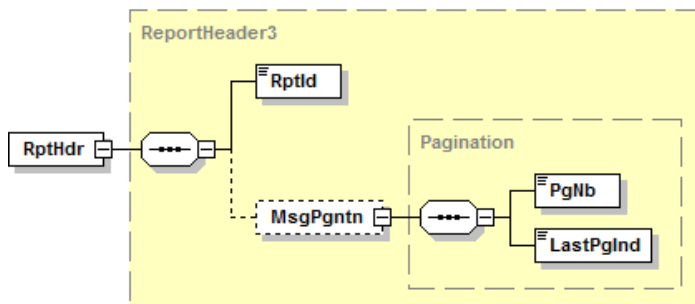 ReportHeader3
RptId
RptHdr
Pagination
PgNb
MsgPgntn
LastPgInd